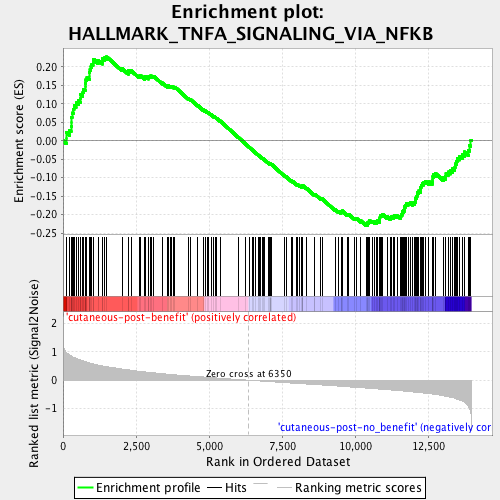 Enrichment plot:
HALLMARK_TNFA_SIGNALING_VIA_NFKB
Enrichment score (ES)
0.20
0.15
0.10
0.05
0.00
-0.05
-0.10
-0.15
-0.20
-0.25
'cutaneous-post-benefit' (positively correlated)
Ranked list metric (Signal2Noise)
2
1
0
-1
Zero cross at 6350
'cutaneous-post-no_benefit' (negatively cor
0
2,500
5,000
7,500
10,000
12,500
Rank in Ordered Dataset
Enrichment profile
Hits
Ranking metric scores